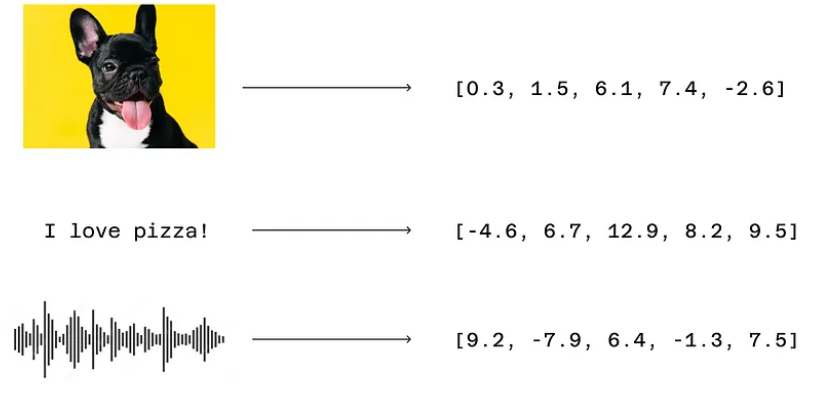 [0.3, 1.5, 6.1, 7.4, -2.6]
I love pizza! [-4.6, 6.7, 12.9, 8.2, 9.5]
[9.2, -7.9, 6.4, -1.3, 7.5]